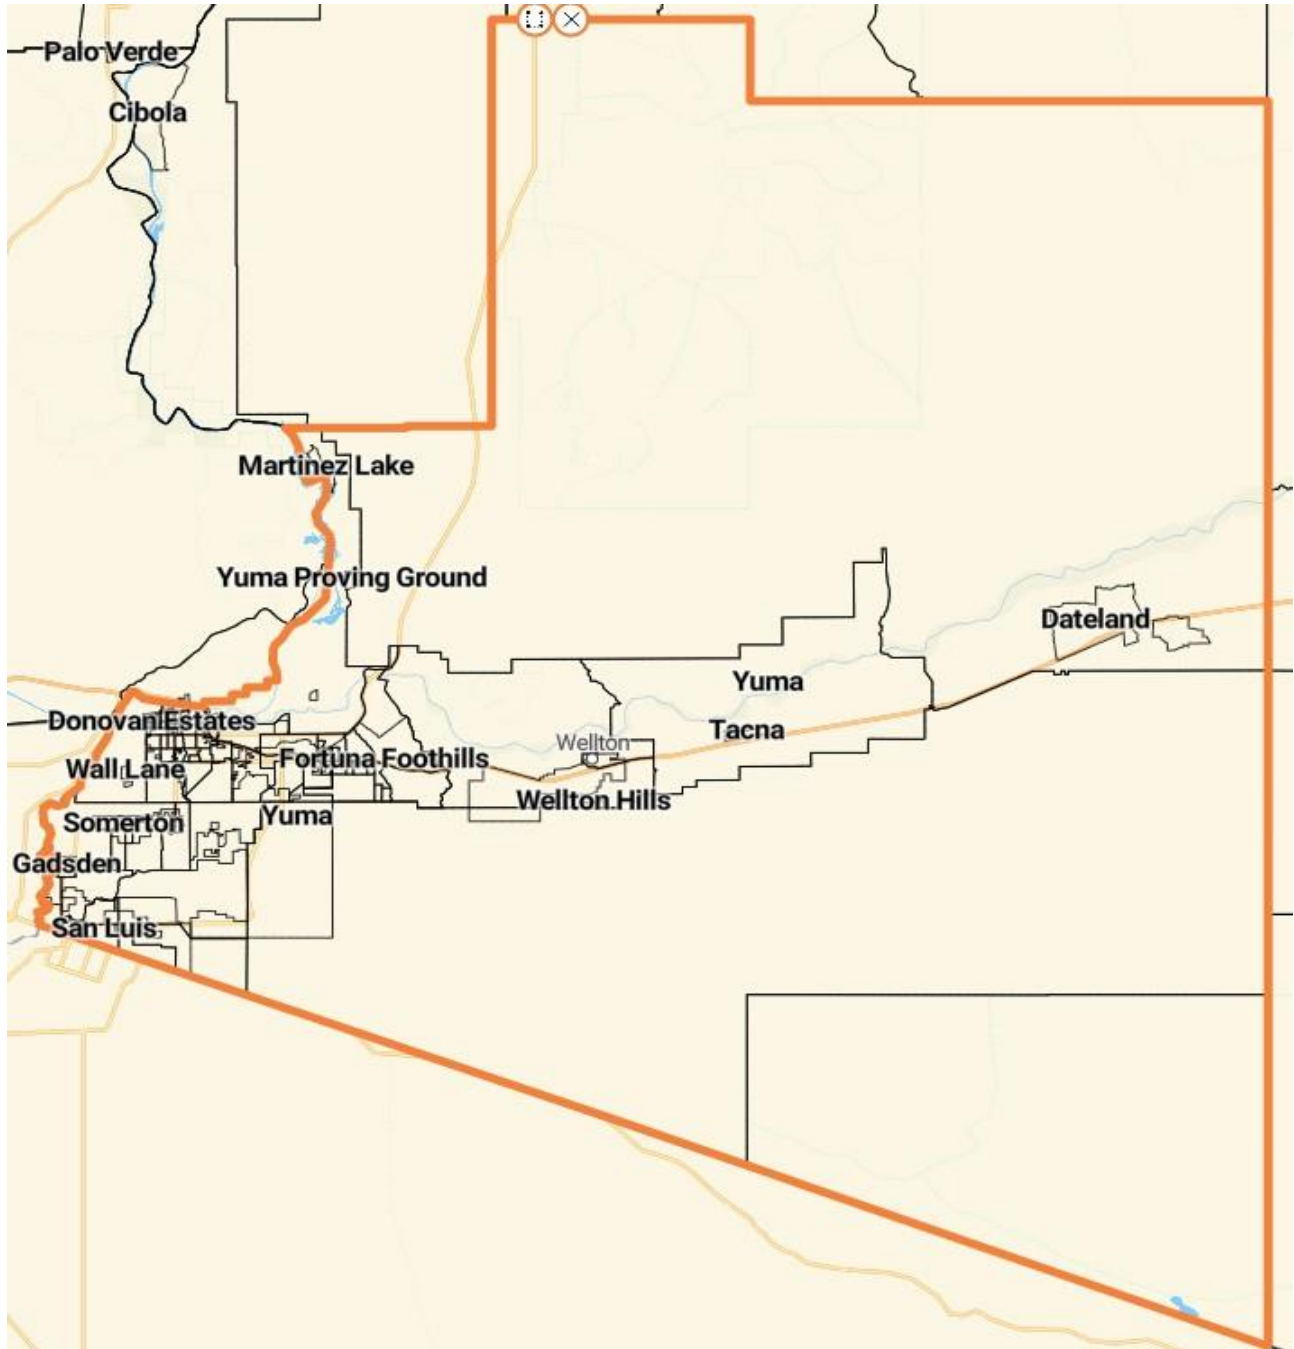 Palo Verde
Cibola
Martinez Lake
Yuma Proving Ground
Dateland
Yuma
Donovan Estates
Tacna
Wellton
Fortuna Foothills
Wall Lane
Wellton Hills
Yuma
Somerton
Gadsden
San Luis